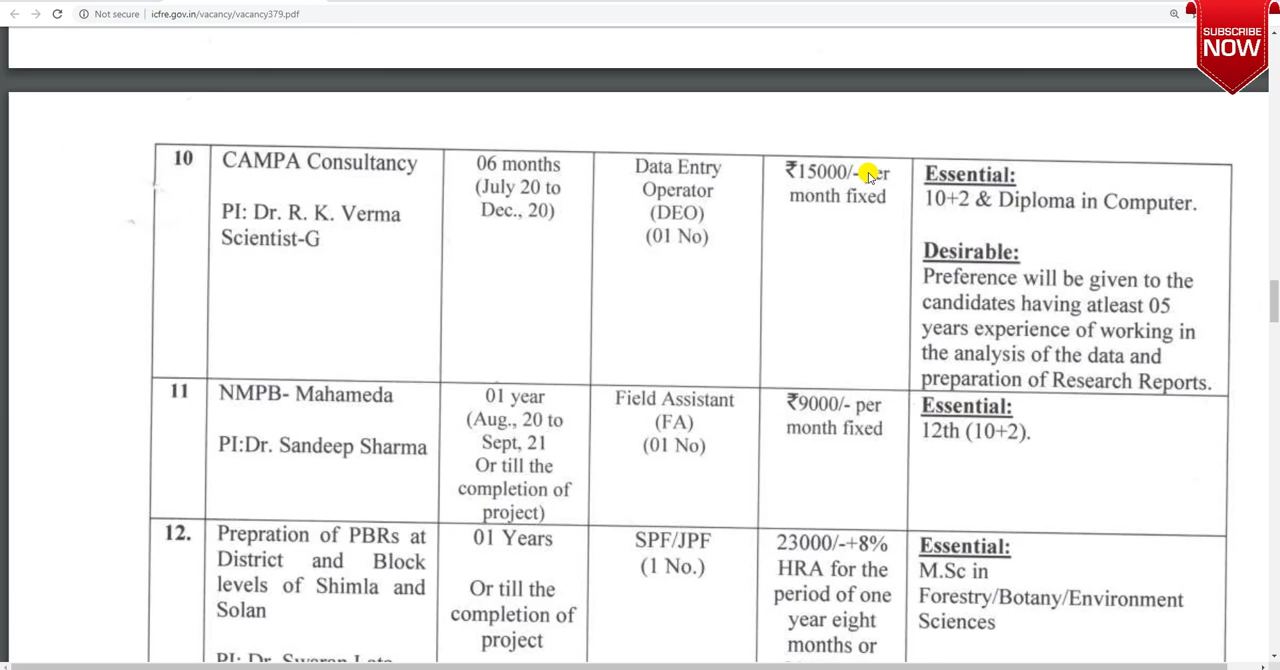 Not secure | icfre.gov.in/vacancy/vacancy379.pdf
SUBSCRIBE
NOW
10
CAMPA Consultancy
PI: Dr. R. K. Verma
Scientist-G
06 months
(July 20 to
Dec., 20)
Data Entry
Operator
(DEO)
(01 No)
₹15000/- per
month fixed
Essential:
10+2 & Diploma in Computer.
Desirable:
Preference will be given to the
candidates having atleast 05
years experience of working in
the analysis of the data and
preparation of Research Reports.
11
NMPB- Mahameda
PI:Dr. Sandeep Sharma
01 year
(Aug., 20 to
Sept, 21
Or till the
completion of
project)
Field Assistant
(FA)
(01 No)
₹9000/- per
month fixed
Essential:
12th (10+2).
12.
Prepration of PBRs at
District and Block
levels of Shimla and
Solan
PI: Dr. Swaran Lata
01 Years
Or till the
completion of
project
SPF/JPF
(1 No.)
23000/-+8%
HRA for the
period of one
year eight
months or
Essential:
M.Sc in
Forestry/Botany/Environment
Sciences